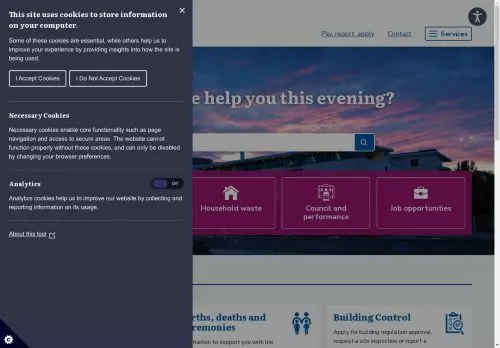 This site uses cookies to store information
on your computer.
Some of these cookies are essential, while others help us to
improve your experience by providing insights into how the site is
being used.
I Accept Cookies
I Do Not Accept Cookies
Necessary Cookies
Necessary cookies enable core functionality such as page
navigation and access to secure areas. The website cannot
function properly without these cookies, and can only be disabled
by changing your browser preferences.
Analytics
Off
Analytics cookies help us to improve our website by collecting and
reporting information on its usage.
About this tool
Pay, report, apply
Contact
Services
e help you this evening?
Household waste
Council and
performance
Job opportunities
rths, deaths and
remonies
mation to support you with life
Building Control
Apply for building regulation approval,
request a site inspection or report a